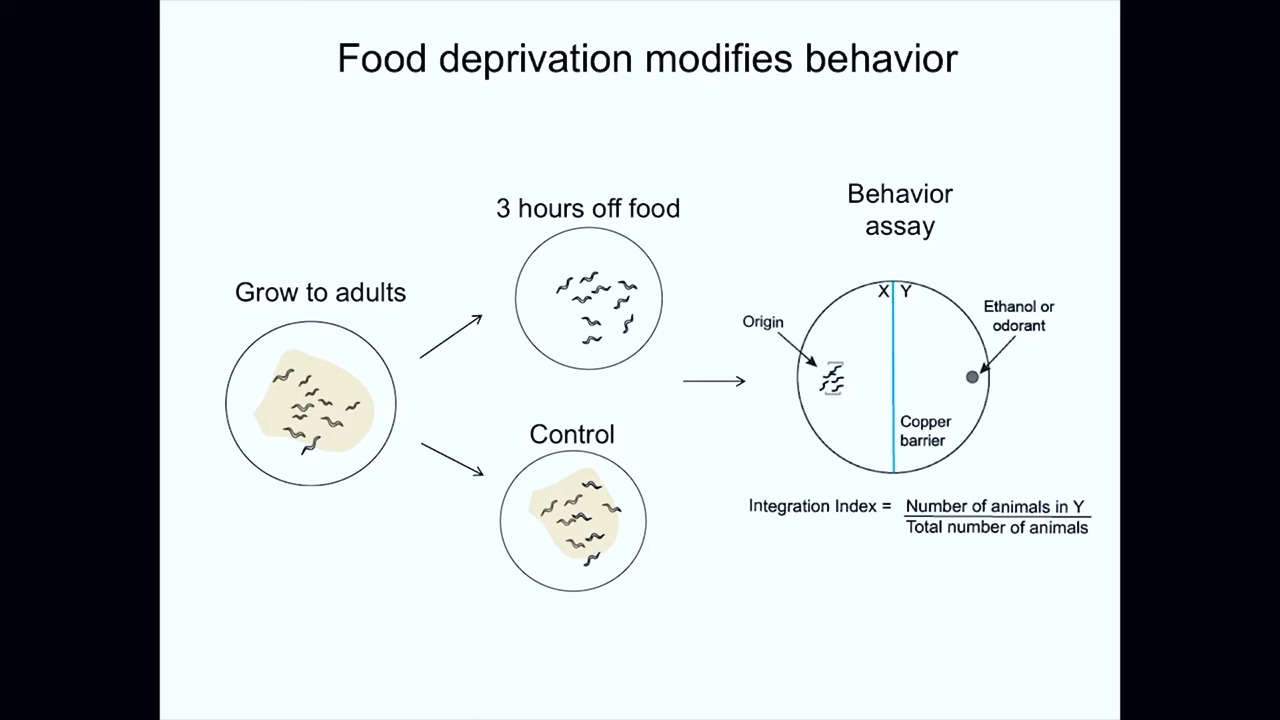 Food deprivation modifies behavior
Grow to adults
3 hours off food
Control
Behavior
assay
X Y
Origin
Ethanol or
odorant
Copper
barrier
Integration Index = Number of animals in Y
Total number of animals